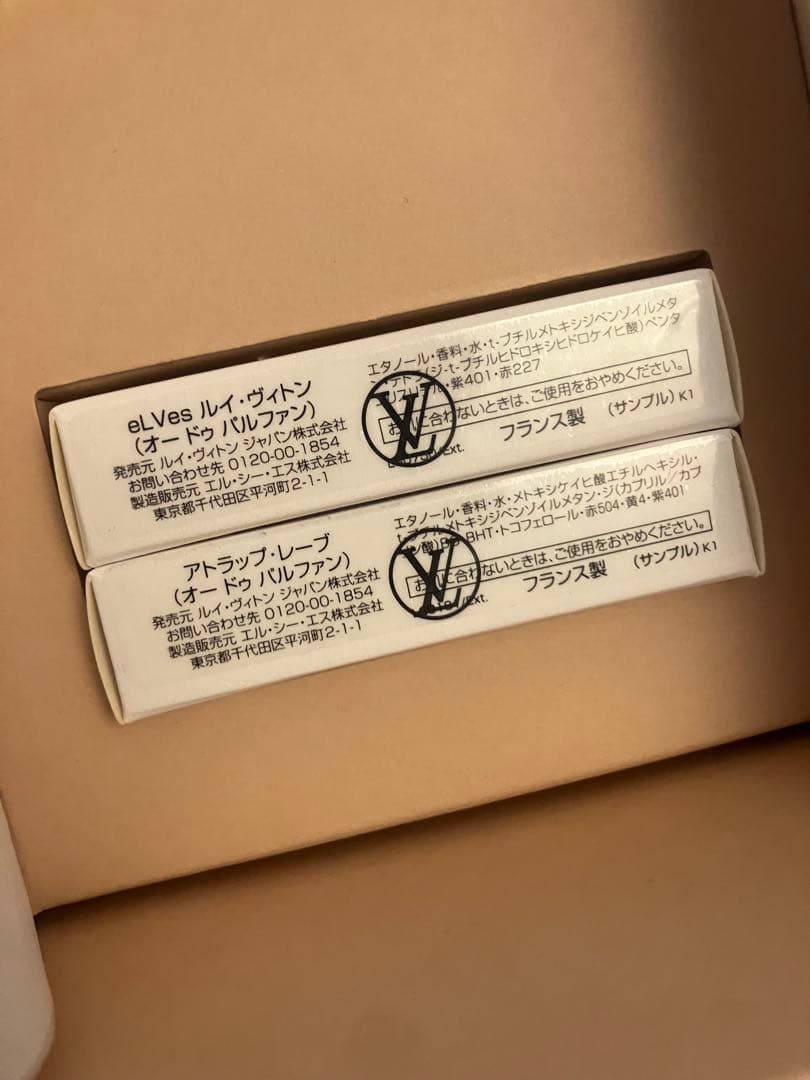 eLVes ルイ・ヴィトン
(オー ドゥ パルファン)
発売元 ルイ・ヴィトン ジャパン株式会社
お問い合わせ先 0120-00-1854
製造販売元 エル・シー・エス株式会社
東京都千代田区平河町2-1-1
エタノール・香料・水・t-ブチルメトキシジベンゾイルメタ
(ジ-t-ブチルヒドロキシヒドロケイヒ酸)ペンタ
リスリチル・紫401・赤227
お に合わないときは、ご使用をおやめください。
/Ext.
フランス製
(サンプル) K1
LV
アトラップ・レーブ
(オー ドゥ パルファン)
発売元 ルイ・ヴィトン ジャパン株式会社
お問い合わせ先 0120-00-1854
製造販売元 エル・シー・エス株式会社
東京都千代田区平河町2-1-1
エタノール・香料・水・メトキシケイヒ酸エチルヘキシル・
t-ブチルメトキシジベンゾイルメタン・ジ(カプリル/カプ
リン酸) BHT・トコフェロール・赤504・黄4・紫401
お に合わないときは、ご使用をおやめください。
/Ext.
フランス製
(サンプル) K1
LV